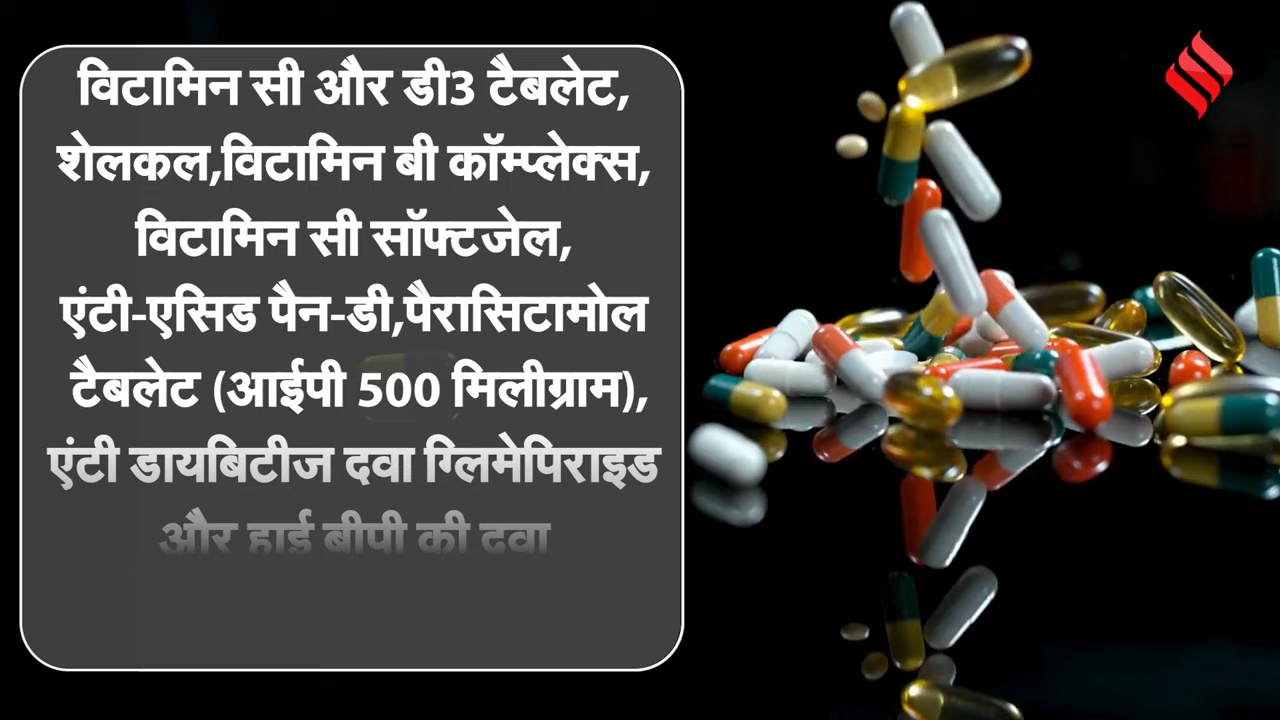 विटामिन सी और डी3 टैबलेट,
शेलकल,विटामिन बी कॉम्प्लेक्स,
विटामिन सी सॉफ्टजेल,
एंटी-एसिड पैन-डी,पैरासिटामोल
टैबलेट (आईपी 500 मिलीग्राम),
एंटी डायबिटीज दवा ग्लिमेपिराइड
और हाई बीपी की दवा